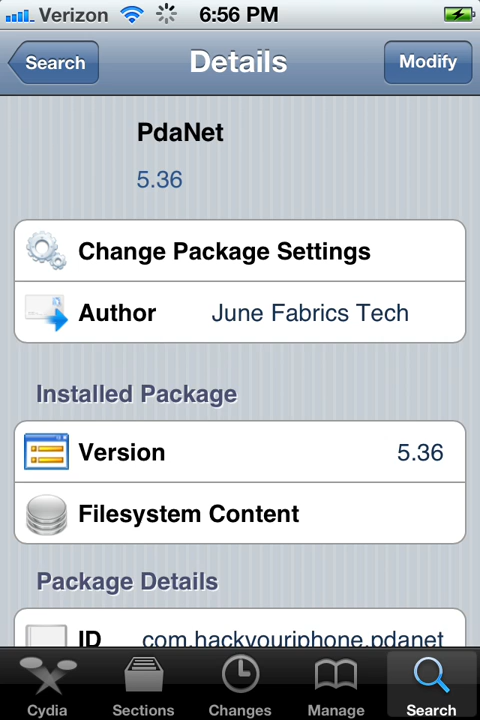 Verizon 6:56 PM
Search Details Modify
PdaNet
5.36
Change Package Settings
Author June Fabrics Tech
Installed Package
Version 5.36
Filesystem Content
Package Details
ID com.hackyouriphone.pdanet
Cydia Sections Changes Manage Search